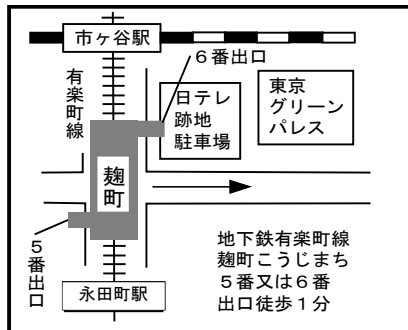 市ヶ谷駅
６番出口
有楽町線
日テレ
跡地
駐車場
東京
グリーン
パレス
麹町
５番出口
永田町駅
地下鉄有楽町線
麹町こうじまち
５番又は６番
出口徒歩１分